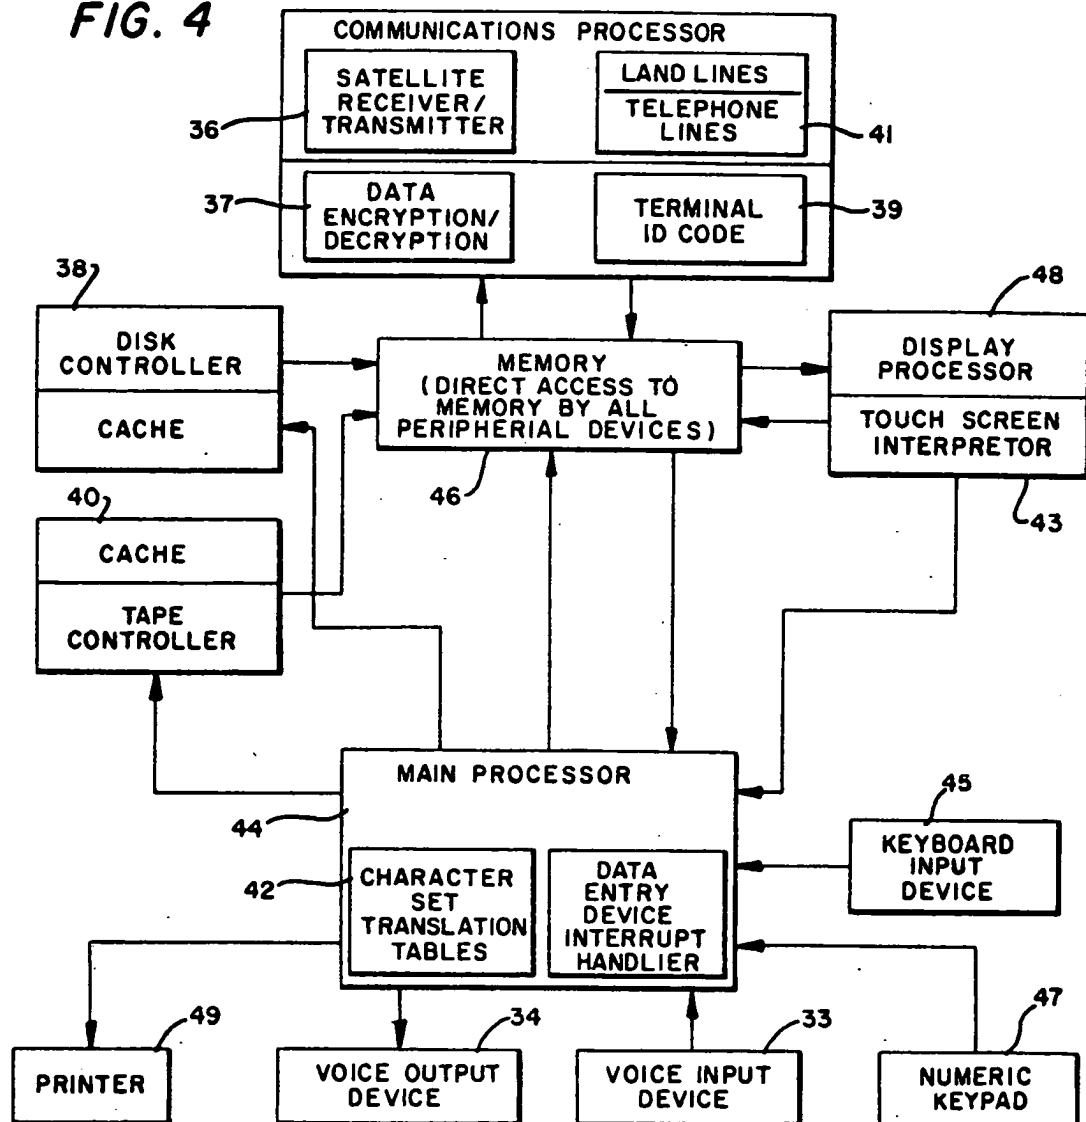 FIG. 4
COMMUNICATIONS PROCESSOR
SATELLITE
RECEIVER/
TRANSMITTER
36
LAND LINES
TELEPHONE
LINES
41
DATA
ENCRYPTION/
DECRYPTION
37
TERMINAL
ID CODE
39
38
DISK
CONTROLLER
CACHE
MEMORY
(DIRECT ACCESS TO
MEMORY BY ALL
PERIPHERIAL DEVICES)
46
48
DISPLAY
PROCESSOR
TOUCH SCREEN
INTERPRETOR
43
40
CACHE
TAPE
CONTROLLER
MAIN PROCESSOR
44
42
CHARACTER
SET
TRANSLATION
TABLES
DATA
ENTRY
DEVICE
INTERRUPT
HANDLIER
45
KEYBOARD
INPUT
DEVICE
49
PRINTER
34
VOICE OUTPUT
DEVICE
33
VOICE INPUT
DEVICE
47
NUMERIC
KEYPAD